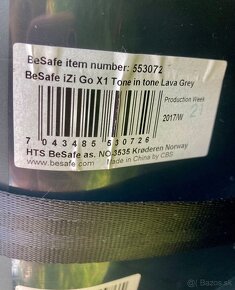 BeSafe item number: 553072
BeSafe iZi Go X1 Tone in tone Lava Grey
Production Week
2017/W 21
7 043485 530726
HTS BeSafe as. NO 3535 Krøderen Norway
www.besafe.com Made in China by CBS
Bazos.sk